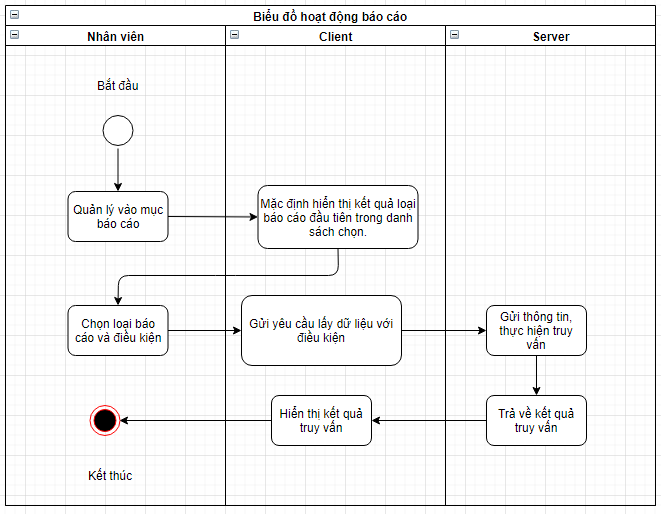 Biểu đồ hoạt động báo cáo
Nhân viên
Client
Server
Bắt đầu
Quản lý vào mục
báo cáo
Mặc định hiển thị kết quả loại
báo cáo đầu tiên trong danh
sách chọn.
Chọn loại báo
cáo và điều kiện
Gửi yêu cầu lấy dữ liệu với
điều kiện
Gửi thông tin,
thực hiện truy
vấn
Trả về kết quả
truy vấn
Hiển thị kết quả
truy vấn
Kết thúc